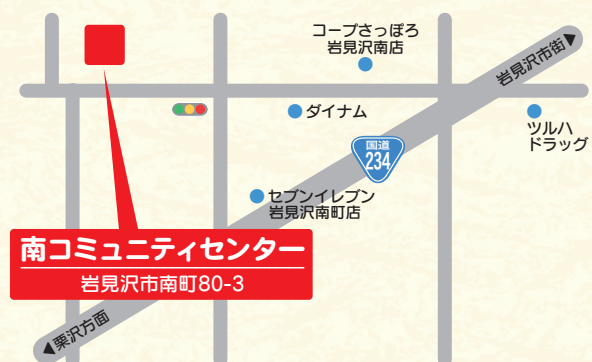 コープさっぽろ
岩見沢南店
岩見沢市街▶
ダイナム
ツルハ
ドラッグ
国道
234
セブンイレブン
岩見沢南町店
南コミュニティセンター
岩見沢市南町80-3
◀栗沢方面